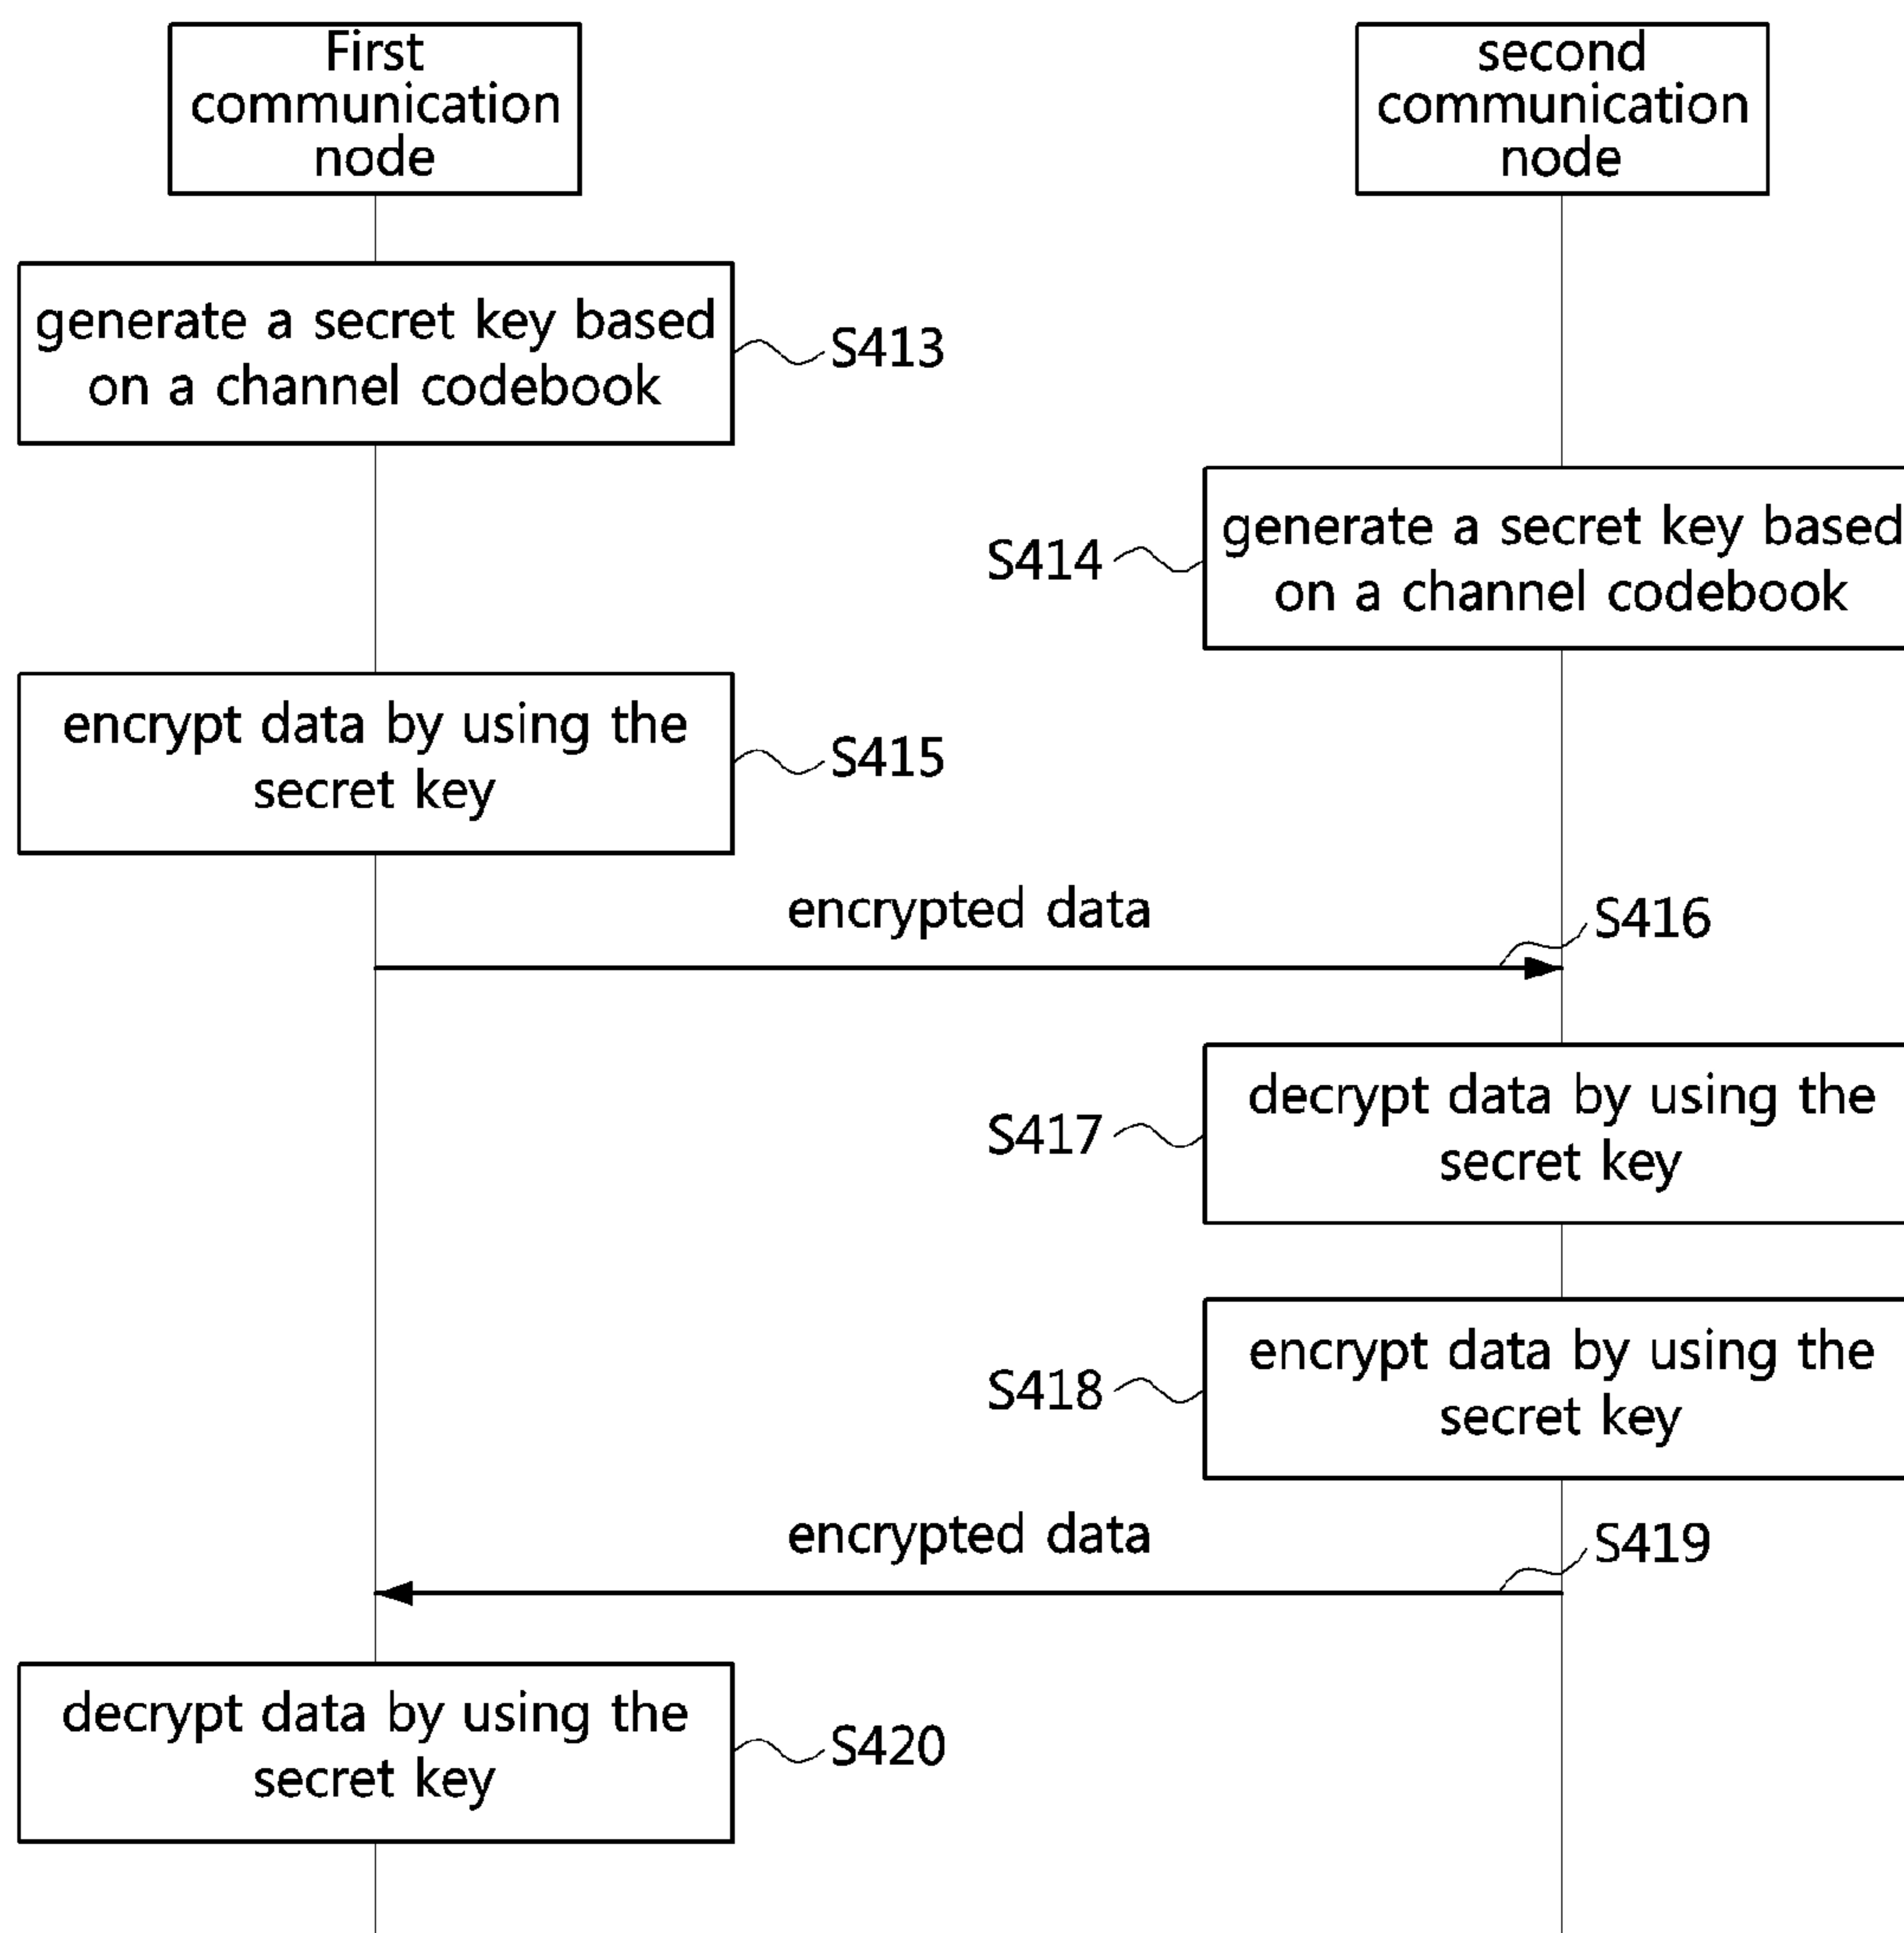 First
communication
node
second
communication
node
generate a secret key based
on a channel codebook
S413
S414
generate a secret key based
on a channel codebook
encrypt data by using the
secret key
S415
encrypted data
S416
S417
decrypt data by using the
secret key
S418
encrypt data by using the
secret key
encrypted data
S419
decrypt data by using the
secret key
S420